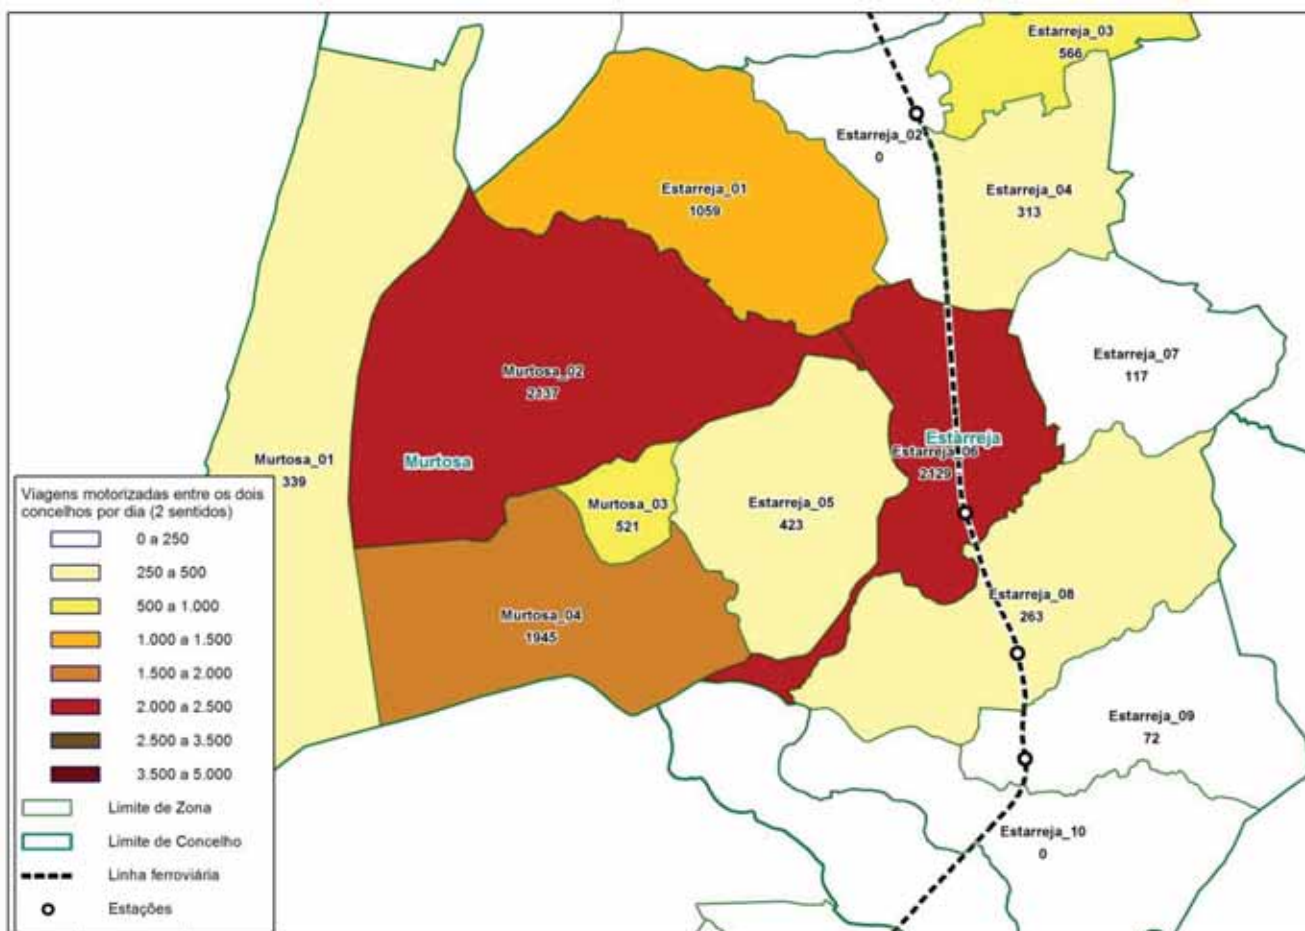 Estarreja_03
566
Estarreja_02
0
Estarreja_01
1059
Estarreja_04
313
Estarreja_07
117
Murtosa_02
2137
Murtosa
Estarreja
Estarreja_06
2129
Murtosa_01
339
Murtosa_03
521
Estarreja_05
423
Estarreja_08
263
Murtosa_04
1945
Estarreja_09
72
Estarreja_10
0
Viagens motorizadas entre os dois
concelhos por dia (2 sentidos)
0 a 250
250 a 500
500 a 1.000
1.000 a 1.500
1.500 a 2.000
2.000 a 2.500
2.500 a 3.500
3.500 a 5.000
Limite de Zona
Limite de Concelho
Linha ferroviária
Estações